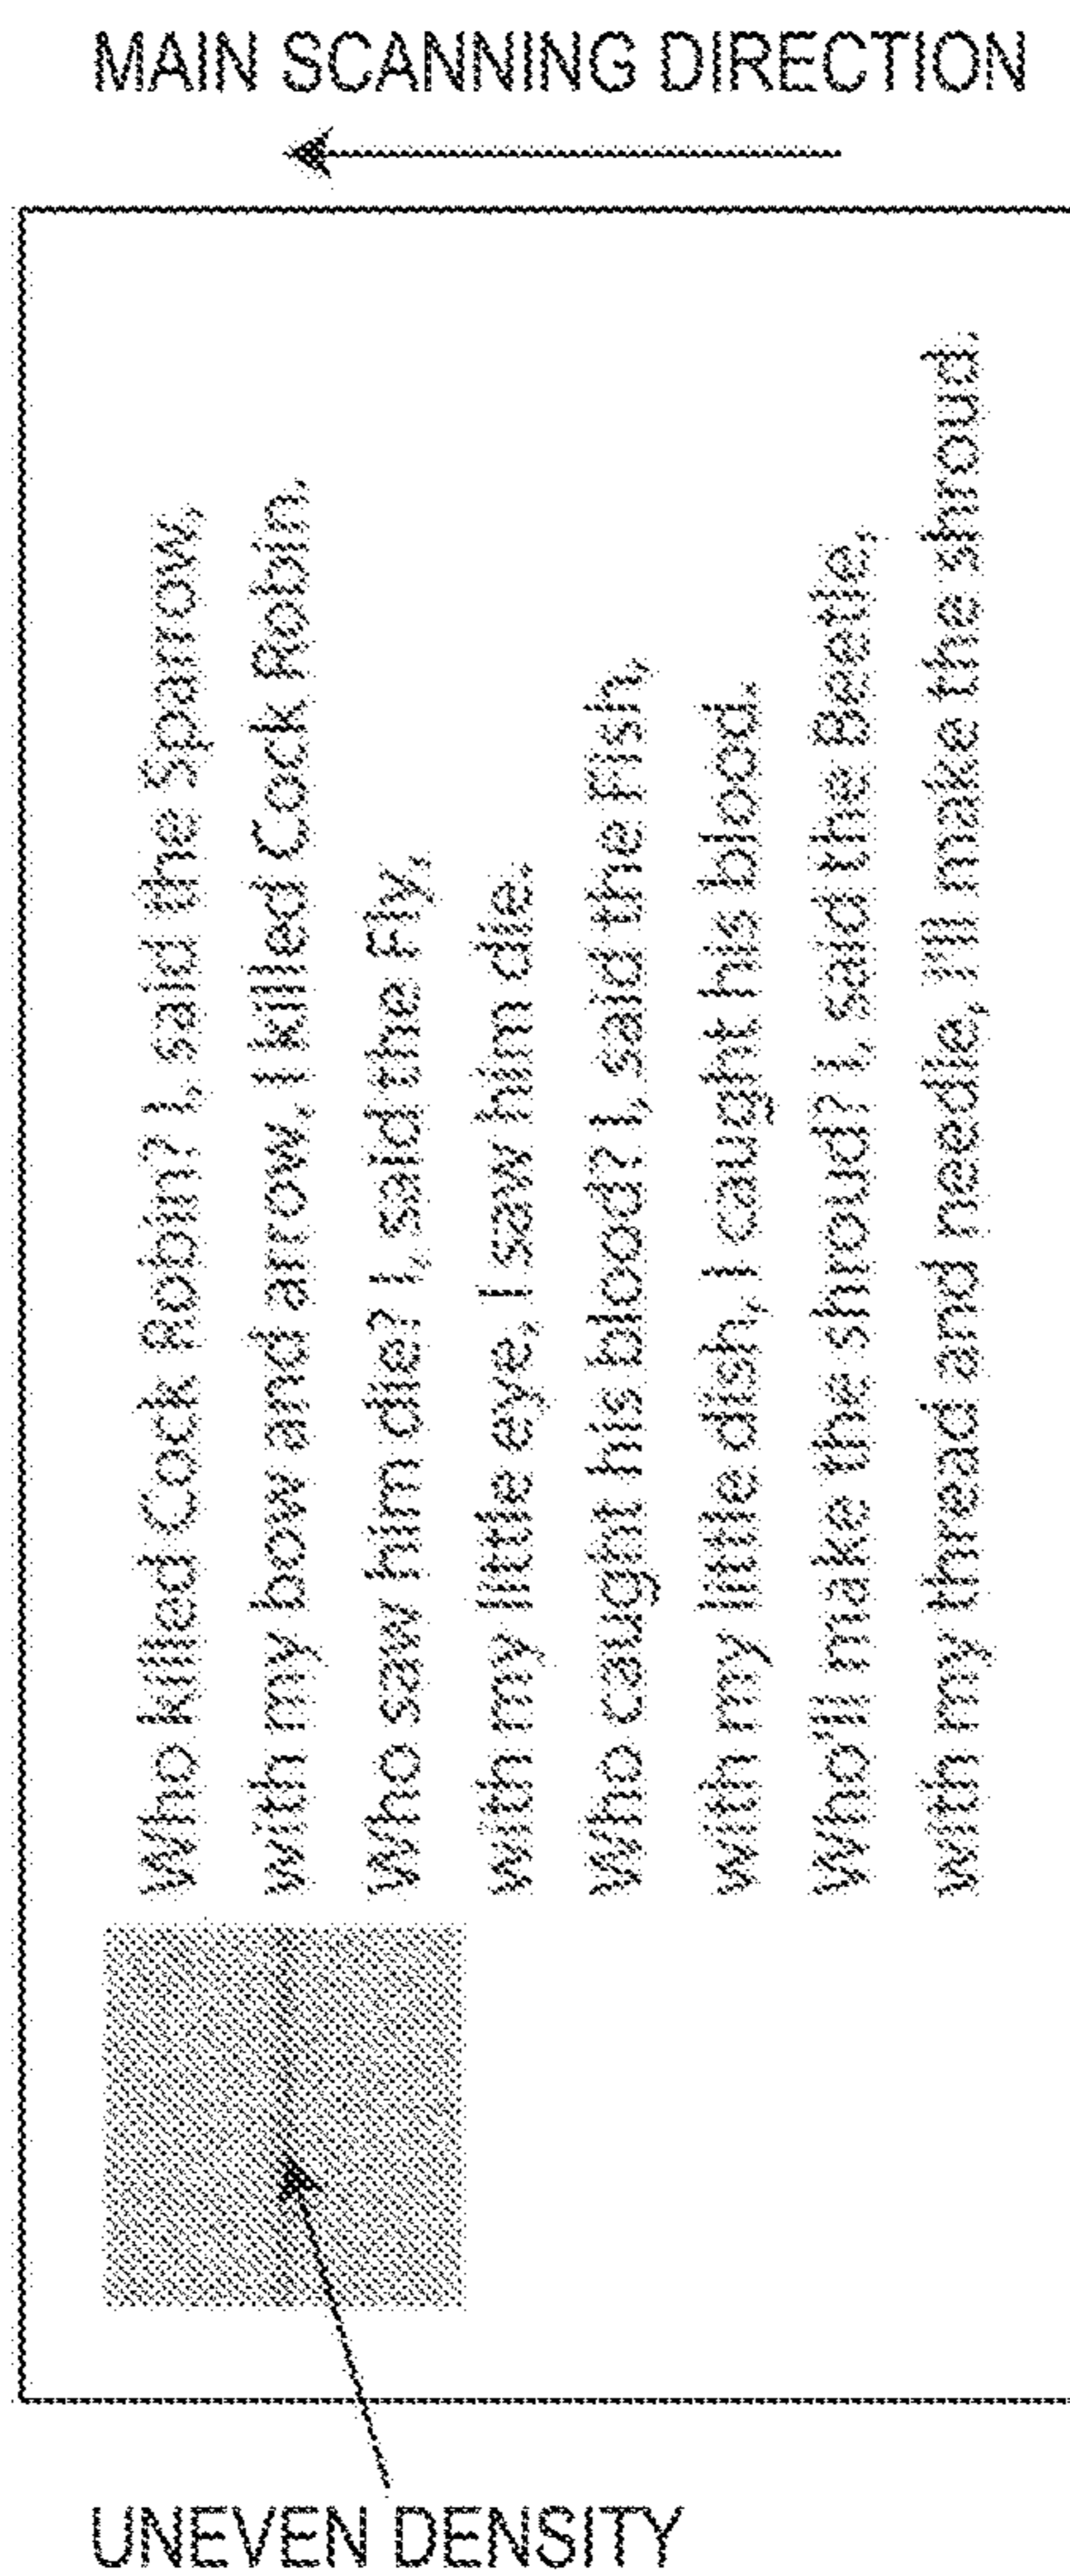 MAIN SCANNING DIRECTION
Who killed Cock Robin? I, said the Sparrow,
with my bow and arrow, I killed Cock Robin.
Who saw him die? I, said the Fly,
with my little eye, I saw him die.
Who caught his blood? I, said the Fish,
with my little dish, I caught his blood.
Who'll make the shroud? I, said the Beetle,
with my thread and needle, I'll make the shroud.
UNEVEN DENSITY